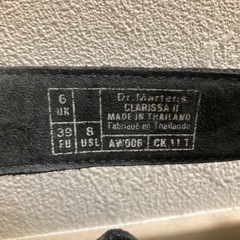 6 UK
39 EU
8 USL
Dr. Martens
CLARISSA II
MADE IN THAILAND
Fabriqué en Thaïlande
AW006
CK 11 T